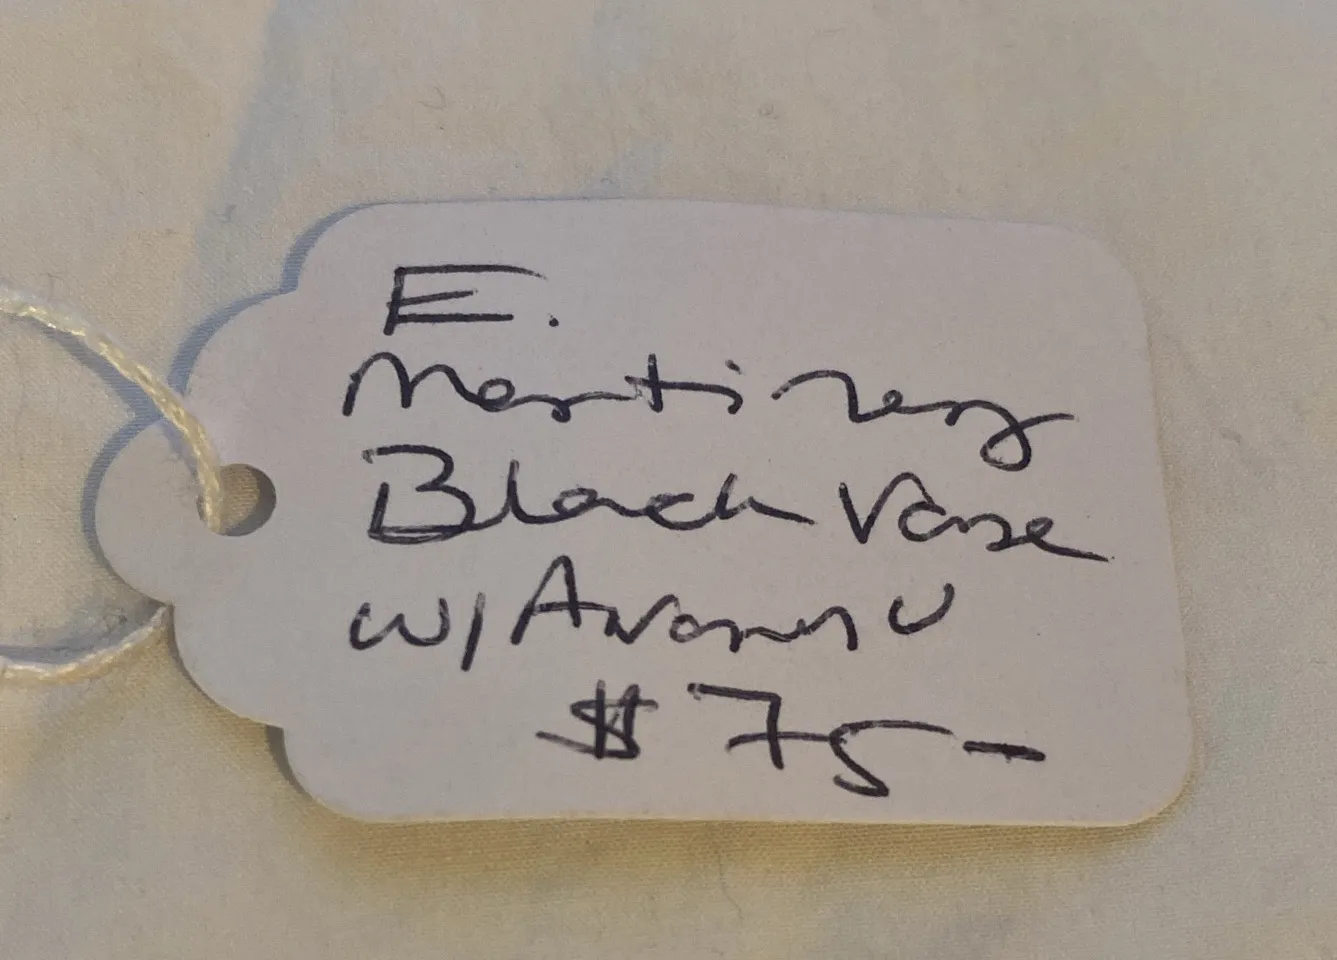 E.
Martinez
Black Vase
w/ Avanyu
$75-